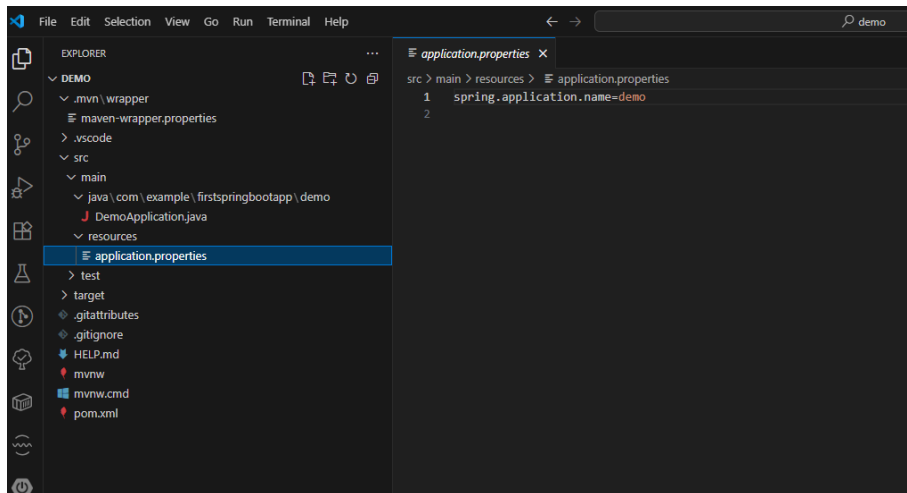 File Edit Selection View Go Run Terminal Help
demo
EXPLORER
DEMO
.mvn \ wrapper
maven-wrapper.properties
.vscode
src
main
java \ com \ example \ firstspringbootapp \ demo
J DemoApplication.java
resources
application.properties
test
target
.gitattributes
.gitignore
HELP.md
mvnw
mvnw.cmd
pom.xml
application.properties
src > main > resources > application.properties
1 spring.application.name=demo
2